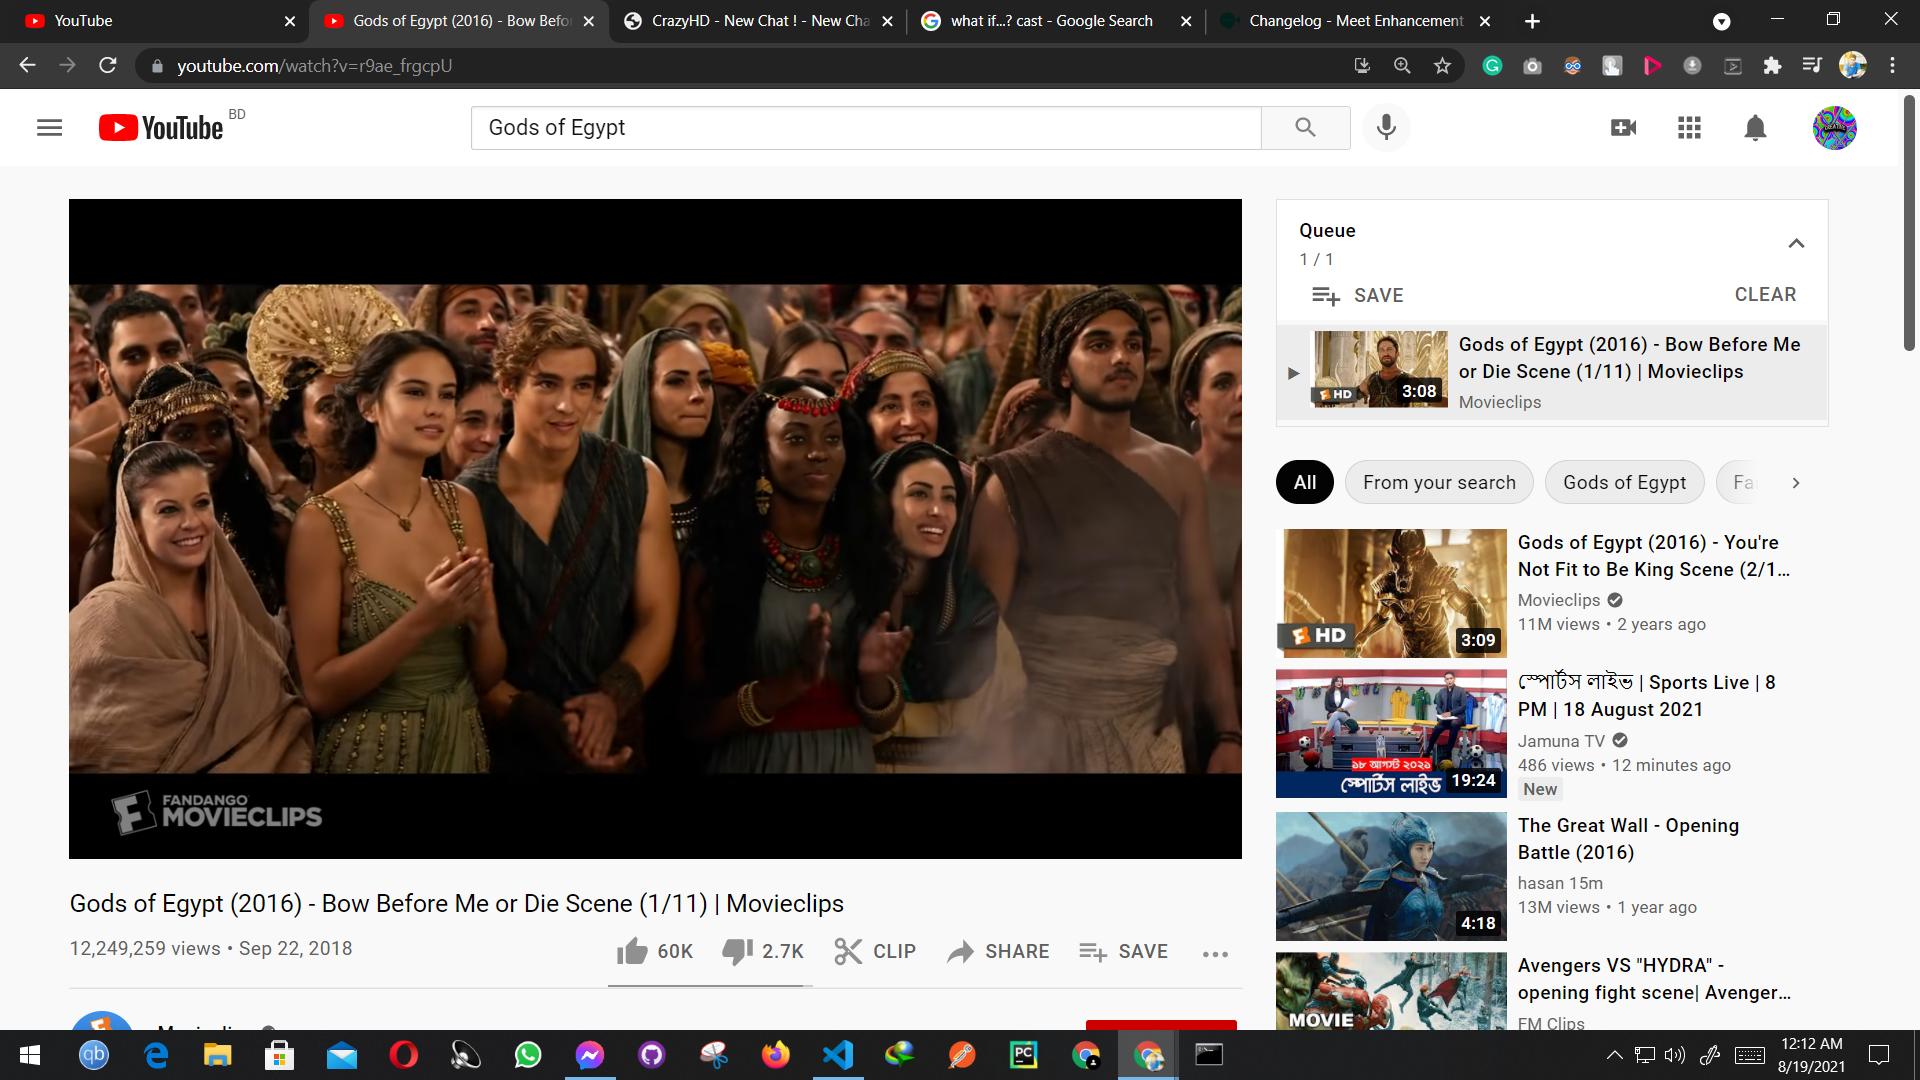 YouTube
Gods of Egypt (2016) - Bow Befo
CrazyHD - New Chat ! - New Cha
what if...? cast - Google Search
Changelog - Meet Enhancement
youtube.com/watch?v=r9ae_frgcpU
YouTube BD
Gods of Egypt
Queue
1 / 1
SAVE
CLEAR
3:08
HD
Gods of Egypt (2016) - Bow Before Me
or Die Scene (1/11) | Movieclips
Movieclips
All
From your search
Gods of Egypt
Fa
HD
3:09
Gods of Egypt (2016) - You're
Not Fit to Be King Scene (2/1...
Movieclips
11M views • 2 years ago
১৮ আগস্ট ২০২১
স্পোর্টস লাইভ
19:24
স্পোর্টস লাইভ | Sports Live | 8
PM | 18 August 2021
Jamuna TV
486 views • 12 minutes ago
New
4:18
The Great Wall - Opening
Battle (2016)
hasan 15m
13M views • 1 year ago
MOVIE
Avengers VS "HYDRA" -
opening fight scene| Avenger...
FM Clips
FANDANGO
MOVIECLIPS
Gods of Egypt (2016) - Bow Before Me or Die Scene (1/11) | Movieclips
12,249,259 views • Sep 22, 2018
60K
2.7K
CLIP
SHARE
SAVE
qb
PC
12:12 AM
8/19/2021